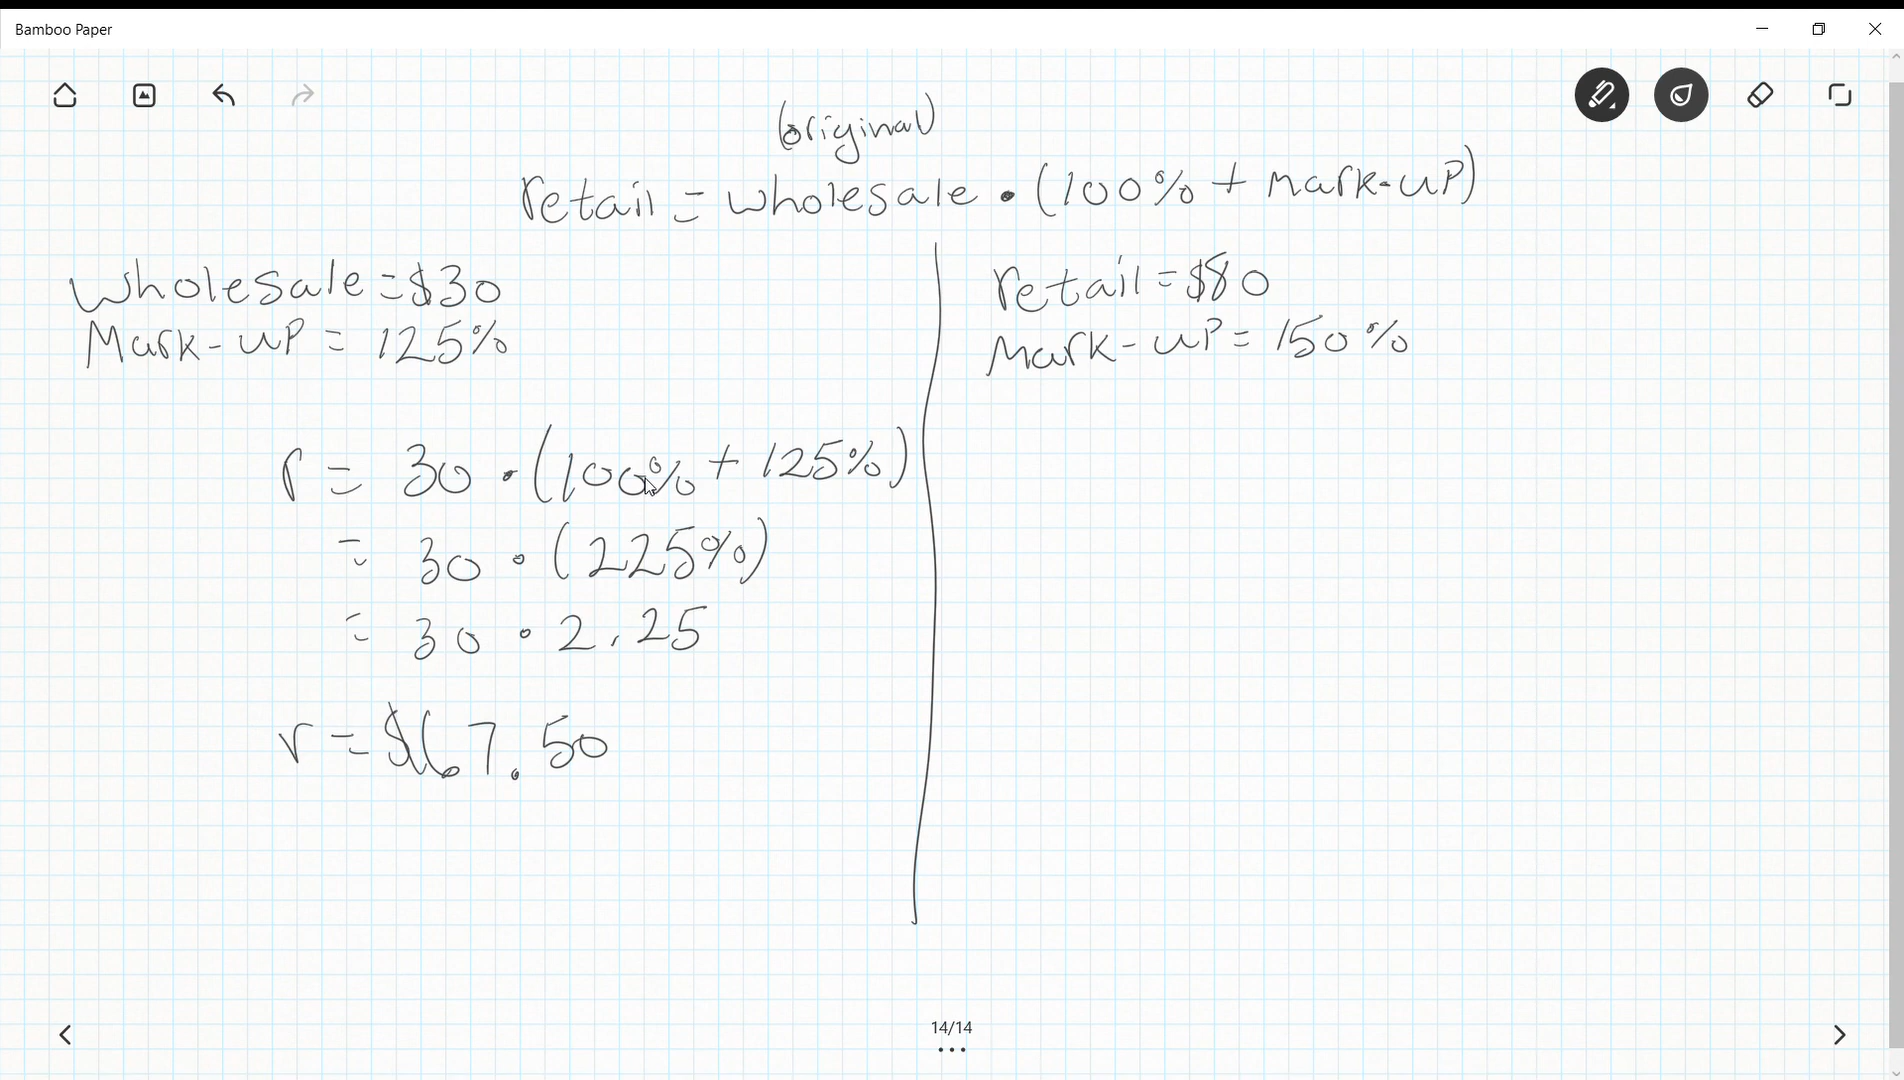 Bamboo Paper
(original)
retail = wholesale • (100% + mark-up)
wholesale = $30
Mark-up = 125%
r = 30 • (100% + 125%)
= 30 • (225%)
= 30 • 2.25
r = $67.50
retail = $80
Mark-up = 150%
14/14